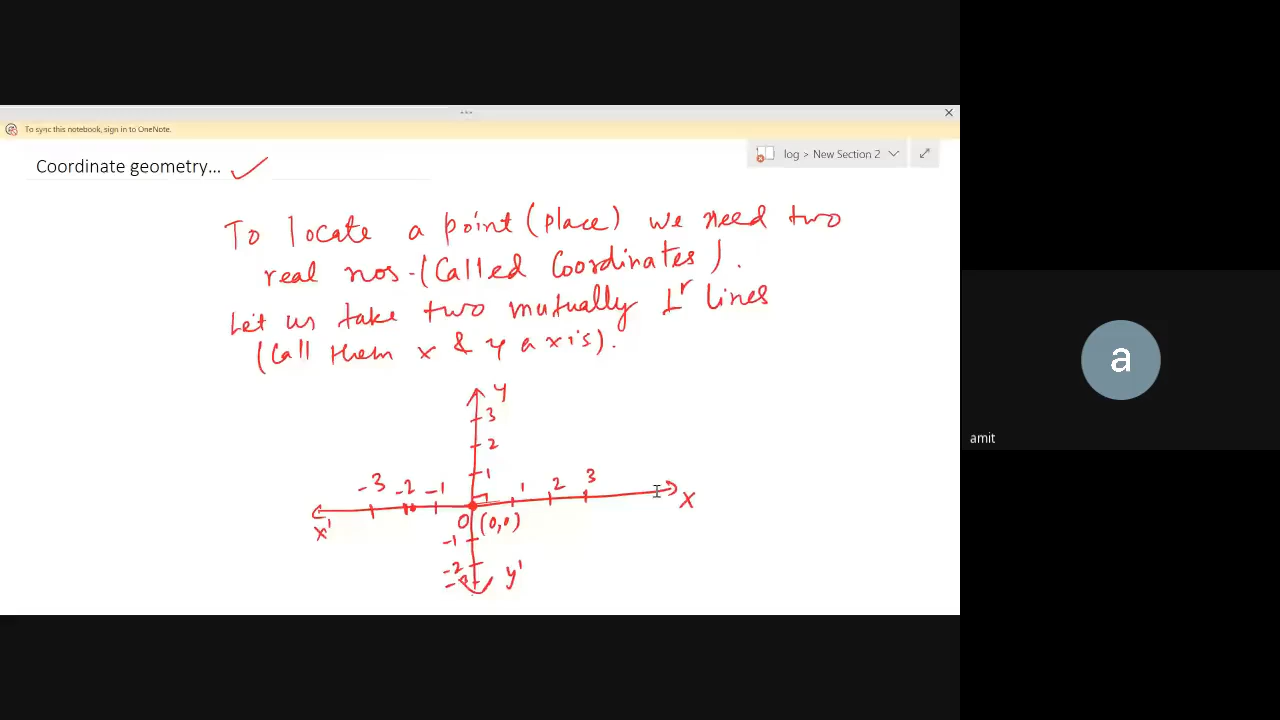 To sync this notebook, sign in to OneNote.
log > New Section 2
Coordinate geometry...
To locate a point (place) we need two
real nos. (Called Coordinates).
Let us take two mutually ⊥r lines
(Call them x & y axis).
y
3
2
1
-3 -2 -1 1 2 3
x' x
O (0,0)
-1
-2
y'
a
amit